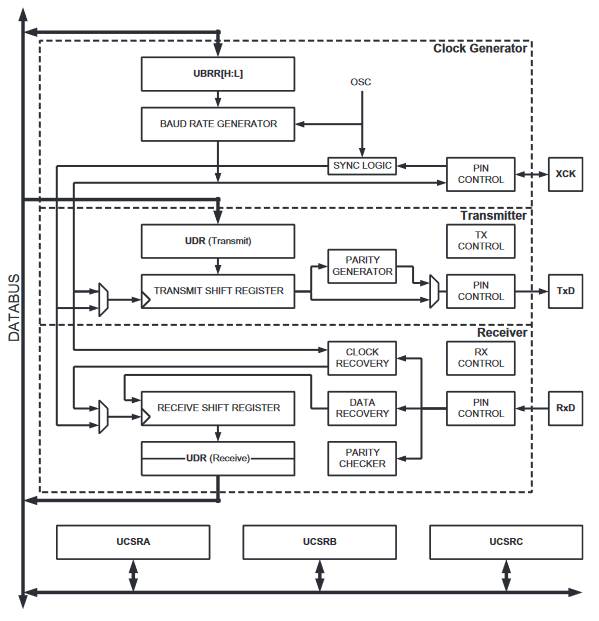 Clock Generator
UBRR[H:L]
OSC
BAUD RATE GENERATOR
SYNC LOGIC
PIN
CONTROL
XCK
Transmitter
UDR (Transmit)
TX
CONTROL
PARITY
GENERATOR
TRANSMIT SHIFT REGISTER
PIN
CONTROL
TxD
DATABUS
Receiver
CLOCK
RECOVERY
RX
CONTROL
RECEIVE SHIFT REGISTER
DATA
RECOVERY
PIN
CONTROL
RxD
UDR (Receive)
PARITY
CHECKER
UCSRA
UCSRB
UCSRC